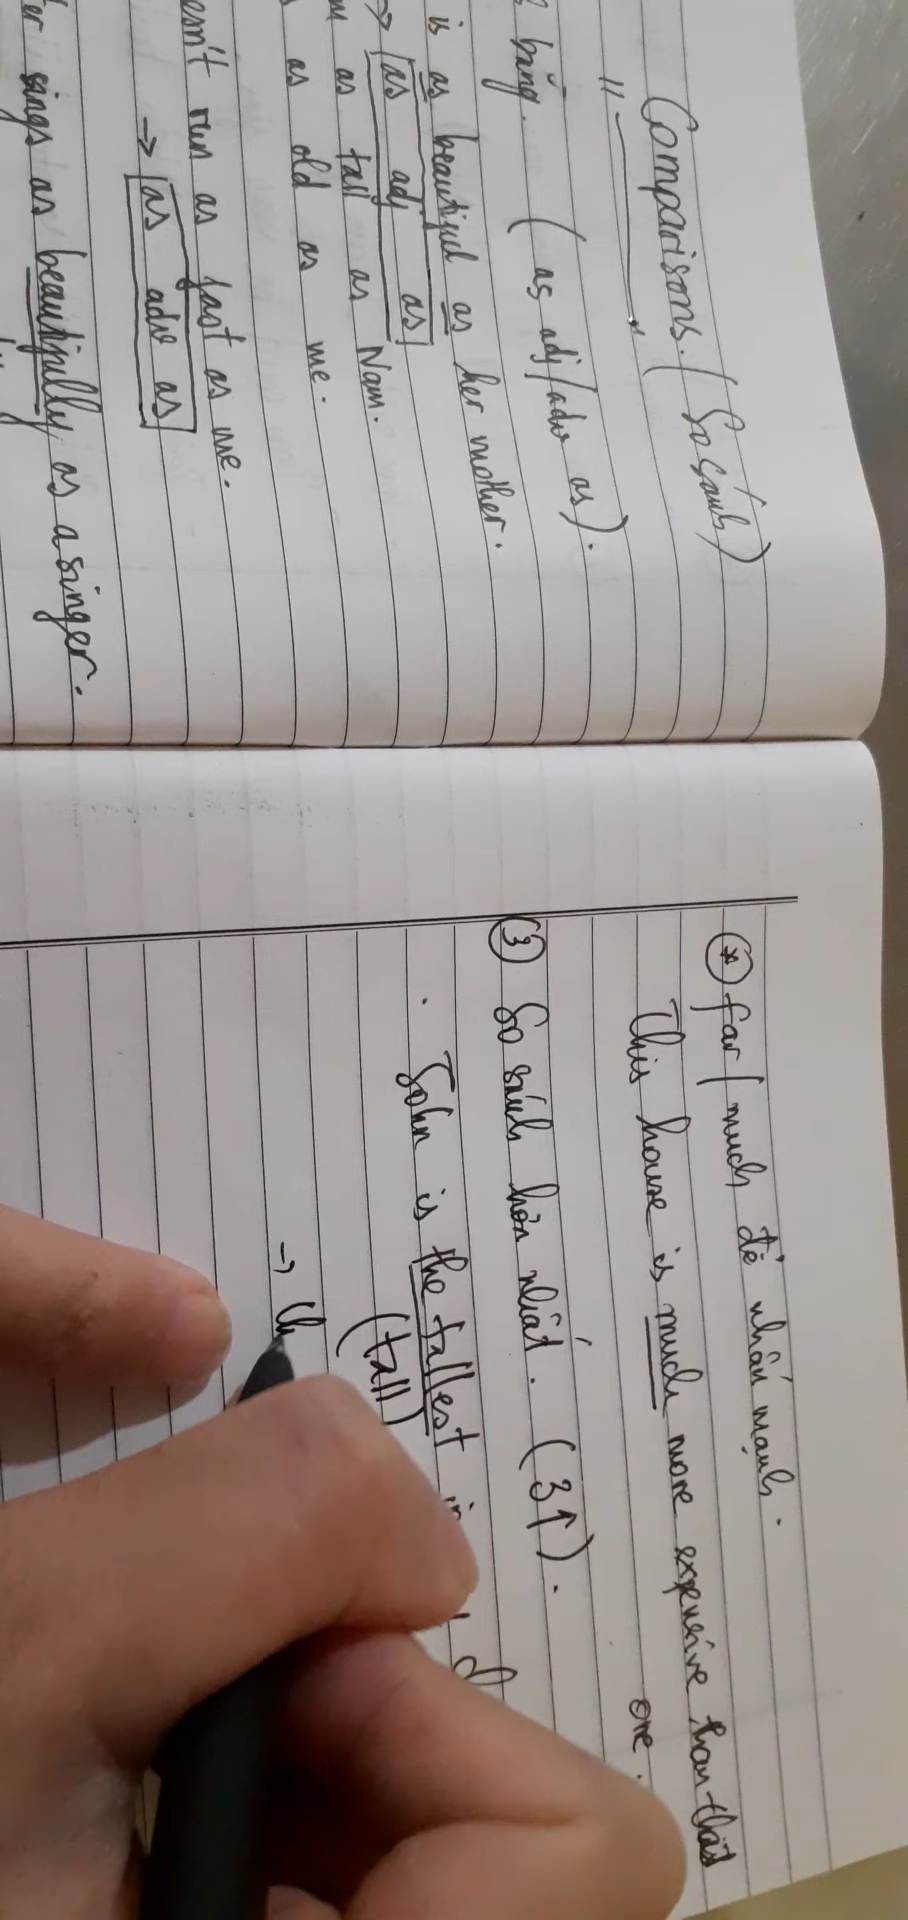 Comparisons. (So sánh)
bằng. (as adj/adv as).
is as beautiful as her mother.
→ as adj as
as tall as Nam.
as old as me.
run as fast as me.
→ as adv as
sings as beautifully as a singer.
* far / much để nhấn mạnh.
This house is much more expensive than that
one.
3 So sánh hơn nhất. (3↑).
John is the tallest
(tall)
→ th